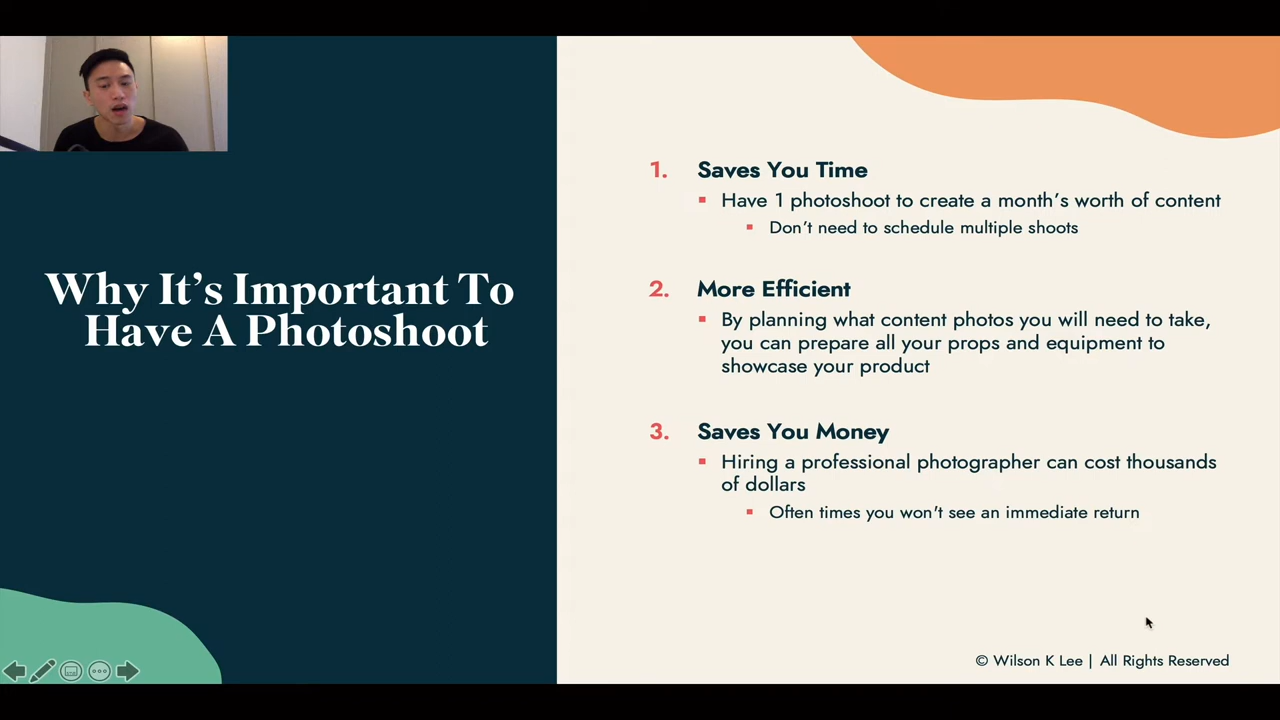 Why It's Important To
Have A Photoshoot
1. Saves You Time
Have 1 photoshoot to create a month's worth of content
Don't need to schedule multiple shoots
2. More Efficient
By planning what content photos you will need to take,
you can prepare all your props and equipment to
showcase your product
3. Saves You Money
Hiring a professional photographer can cost thousands
of dollars
Often times you won't see an immediate return
© Wilson K Lee | All Rights Reserved